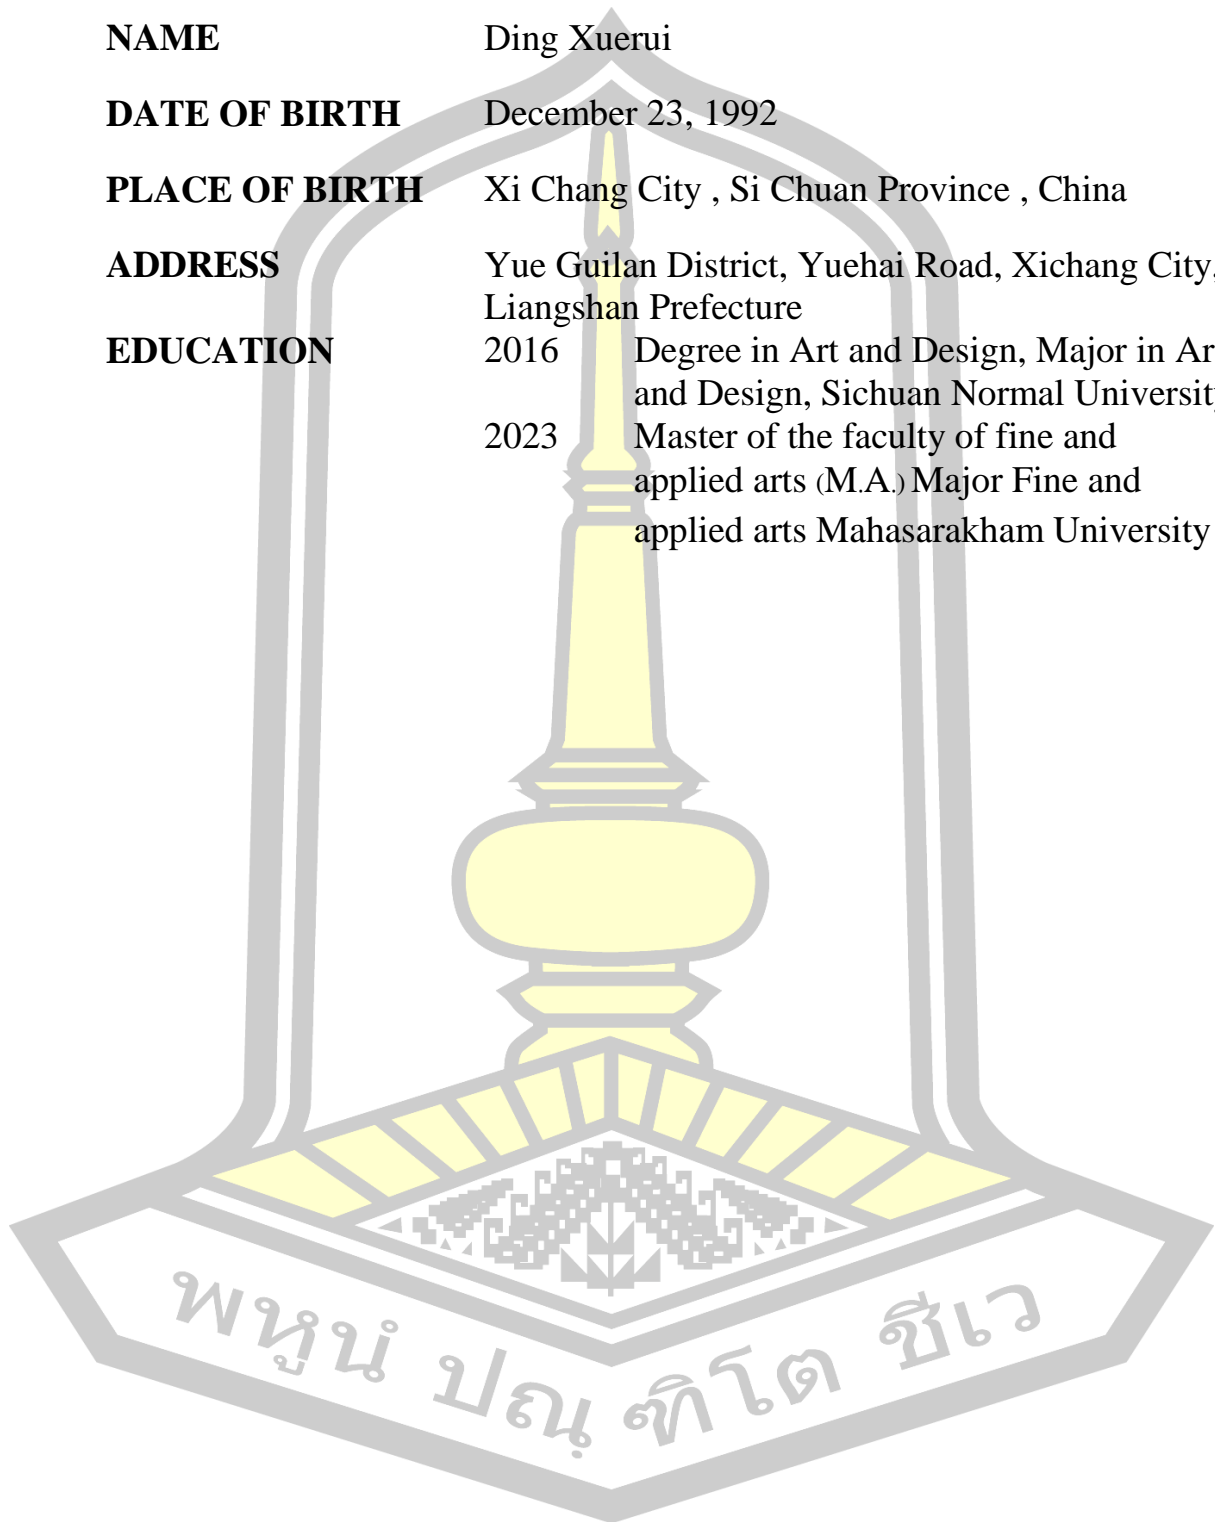 NAME Ding Xuerui
DATE OF BIRTH December 23, 1992
PLACE OF BIRTH Xi Chang City , Si Chuan Province , China
ADDRESS Yue Guilan District, Yuehai Road, Xichang City,
Liangshan Prefecture
EDUCATION 2016 Degree in Art and Design, Major in Ar
and Design, Sichuan Normal Universit
2023 Master of the faculty of fine and
applied arts (M.A.) Major Fine and
applied arts Mahasarakham University
พหูนํ ปณฺฑิโต ชีเว